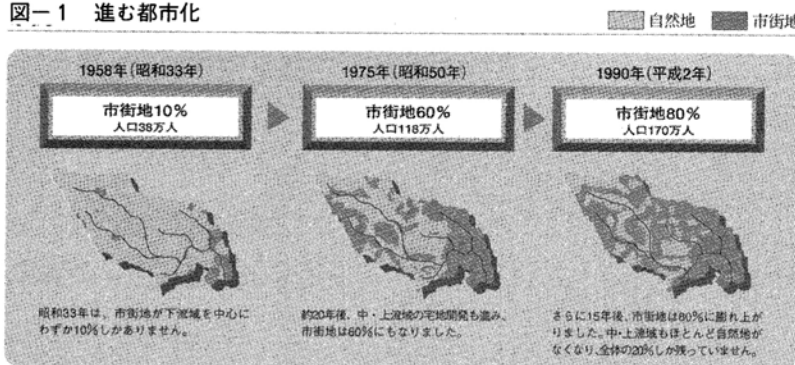 図－1 進む都市化
自然地 市街地
1958年(昭和33年)
市街地10%
人口38万人
昭和33年は、市街地が下流域を中心に
わずか10%しかありません。
1975年(昭和50年)
市街地60%
人口118万人
約20年後、中・上流域の宅地開発も進み、
市街地は60%にもなりました。
1990年(平成2年)
市街地80%
人口170万人
さらに15年後、市街地は80%に膨れ上が
りました。中・上流域もほとんど自然地が
なくなり、全体の20%しか残っていません。